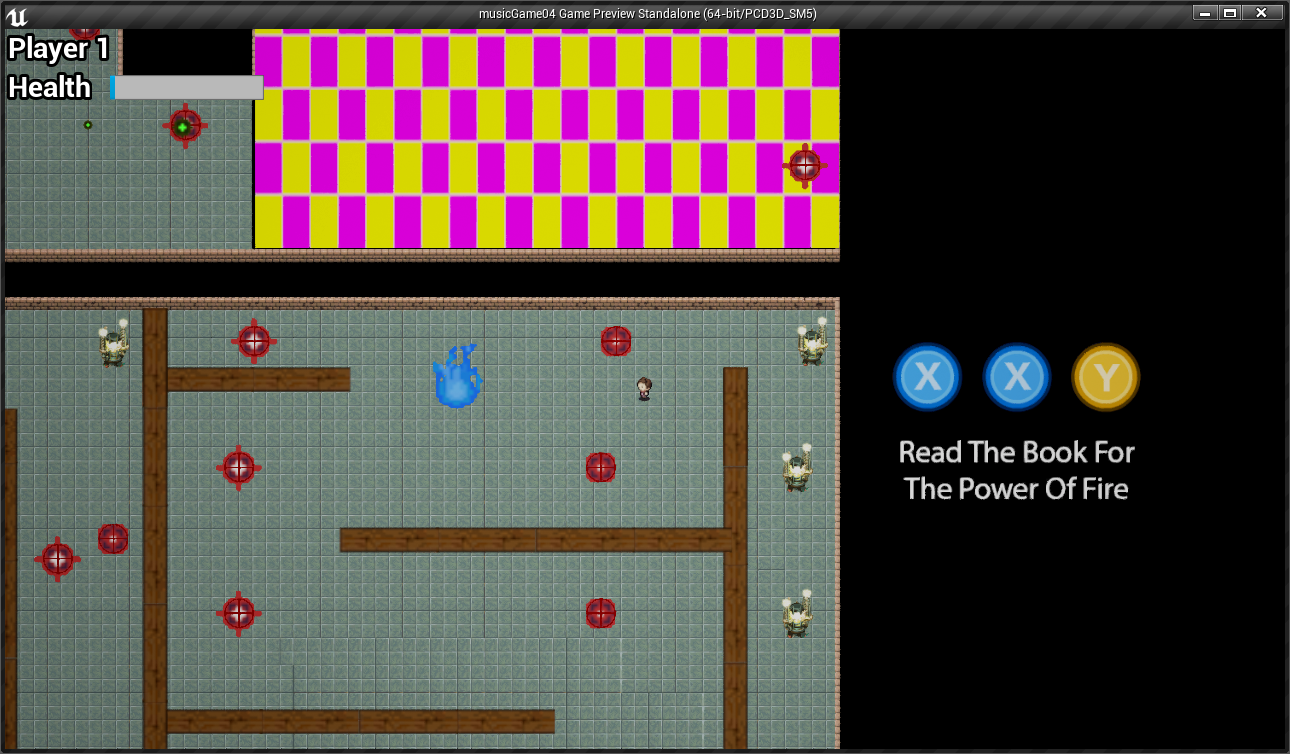 musicGame04 Game Preview Standalone (64-bit/PCD3D_SM5)
Player 1
Health
X X Y
Read The Book For
The Power Of Fire